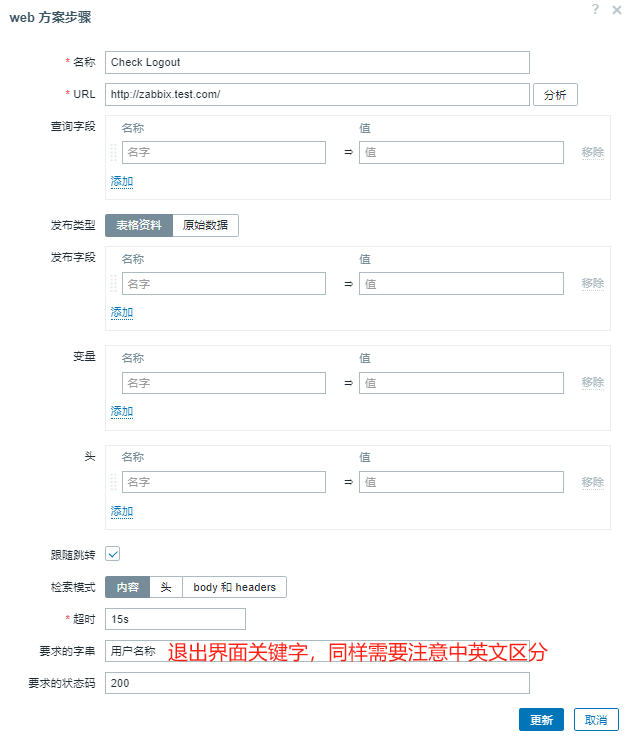 web 方案步骤
? ×
* 名称 Check Logout
* URL http://zabbix.test.com/ 分析
查询字段 名称 值
名字 ⇒ 值 移除
添加
发布类型 表格资料 原始数据
发布字段 名称 值
名字 ⇒ 值 移除
添加
变量 名称 值
名字 ⇒ 值 移除
添加
头 名称 值
名字 ⇒ 值 移除
添加
跟随跳转
检索模式 内容 头 body 和 headers
* 超时 15s
要求的字串 用户名称 退出界面关键字，同样需要注意中英文区分
要求的状态码 200
更新 取消